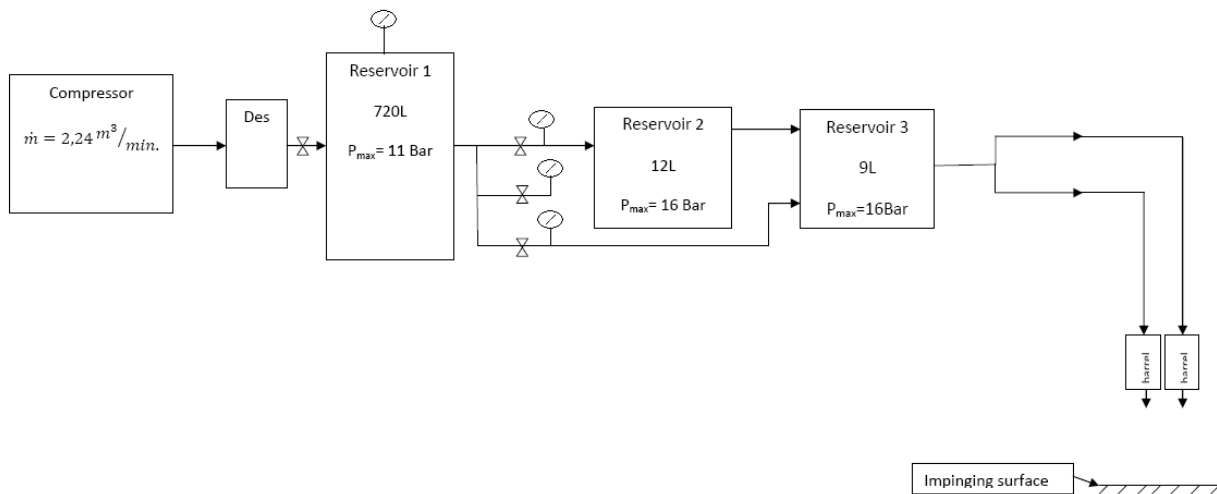 Compressor
ṁ = 2,24 m³/min.
Des
Reservoir 1
720L
Pmax= 11 Bar
Reservoir 2
12L
Pmax= 16 Bar
Reservoir 3
9L
Pmax=16Bar
barrel
barrel
Impinging surface